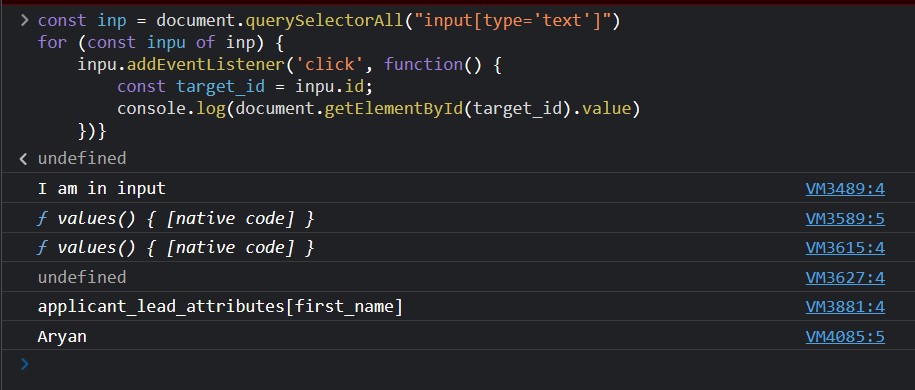 > const inp = document.querySelectorAll("input[type='text']")
for (const inpu of inp) {
    inpu.addEventListener('click', function() {
        const target_id = inpu.id;
        console.log(document.getElementById(target_id).value)
    })}
< undefined
I am in input VM3489:4
ƒ values() { [native code] } VM3589:5
ƒ values() { [native code] } VM3615:4
undefined VM3627:4
applicant_lead_attributes[first_name] VM3881:4
Aryan VM4085:5
>